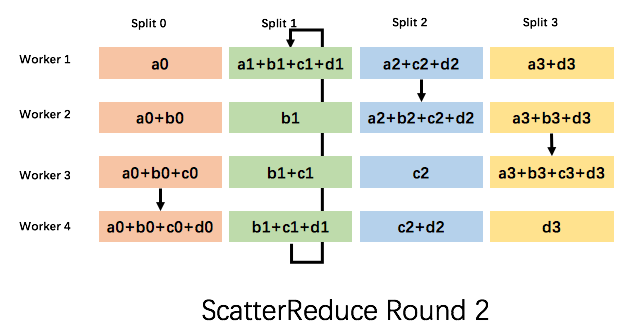 Split 0 Split 1 Split 2 Split 3
Worker 1 a0 a1+b1+c1+d1 a2+c2+d2 a3+d3
Worker 2 a0+b0 b1 a2+b2+c2+d2 a3+b3+d3
Worker 3 a0+b0+c0 b1+c1 c2 a3+b3+c3+d3
Worker 4 a0+b0+c0+d0 b1+c1+d1 c2+d2 d3
ScatterReduce Round 2